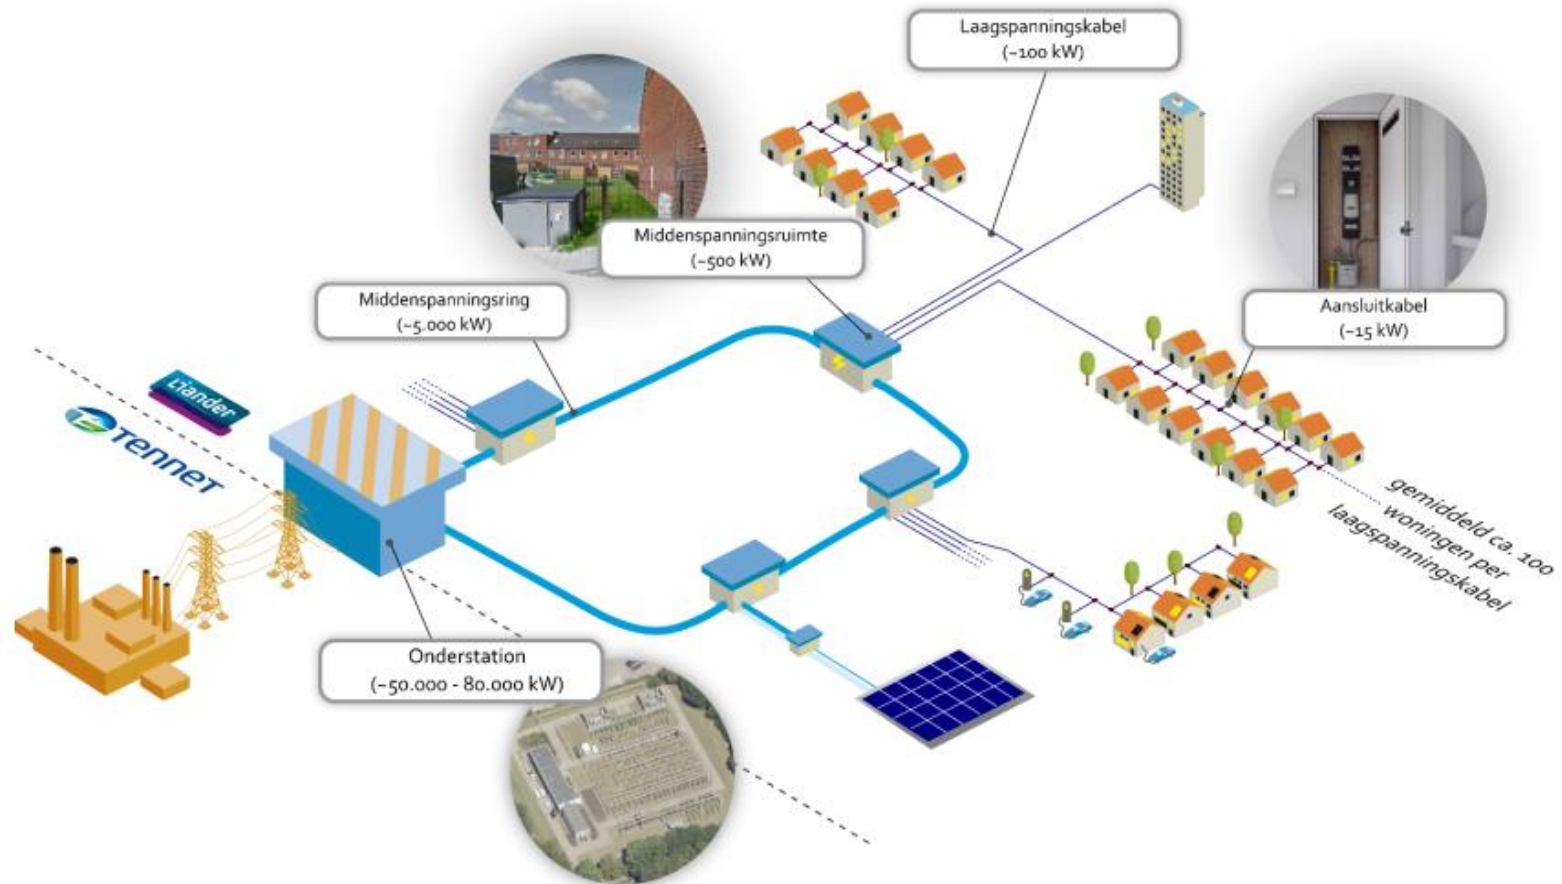 Laagspanningskabel
(~100 kW)
Middenspanningsruimte
(~500 kW)
Middenspanningsring
(~5.000 kW)
Aansluitkabel
(~15 kW)
Liander
TenneT
gemiddeld ca. 100
woningen per
laagspanningskabel
Onderstation
(~50.000 - 80.000 kW)